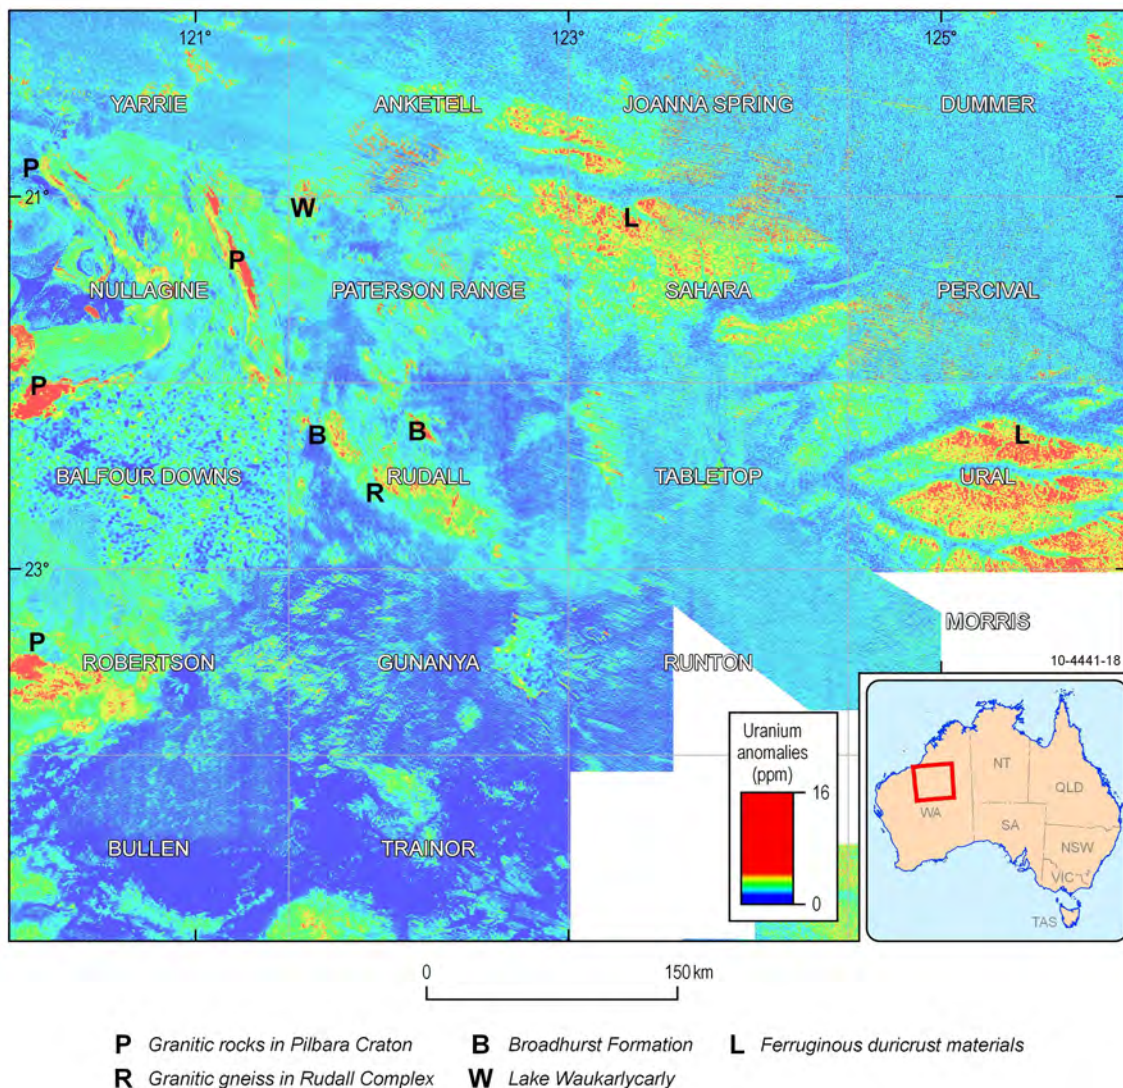 121° 123° 125°
YARRIE ANKETELL JOANNA SPRING DUMMER
P
21°
W
L
P
NULLAGINE PATERSON RANGE SAHARA PERCIVAL
P
B B L
BALFOUR DOWNS RUDALL TABLETOP URAL
R
23°
MORRIS
P
ROBERTSON GUNANYA RUNTON
10-4441-18
Uranium
anomalies
(ppm)
16
0
BULLEN TRAINOR
NT
QLD
WA
SA
NSW
VIC
TAS
0 150 km
P Granitic rocks in Pilbara Craton B Broadhurst Formation L Ferruginous duricrust materials
R Granitic gneiss in Rudall Complex W Lake Waukarlycarly